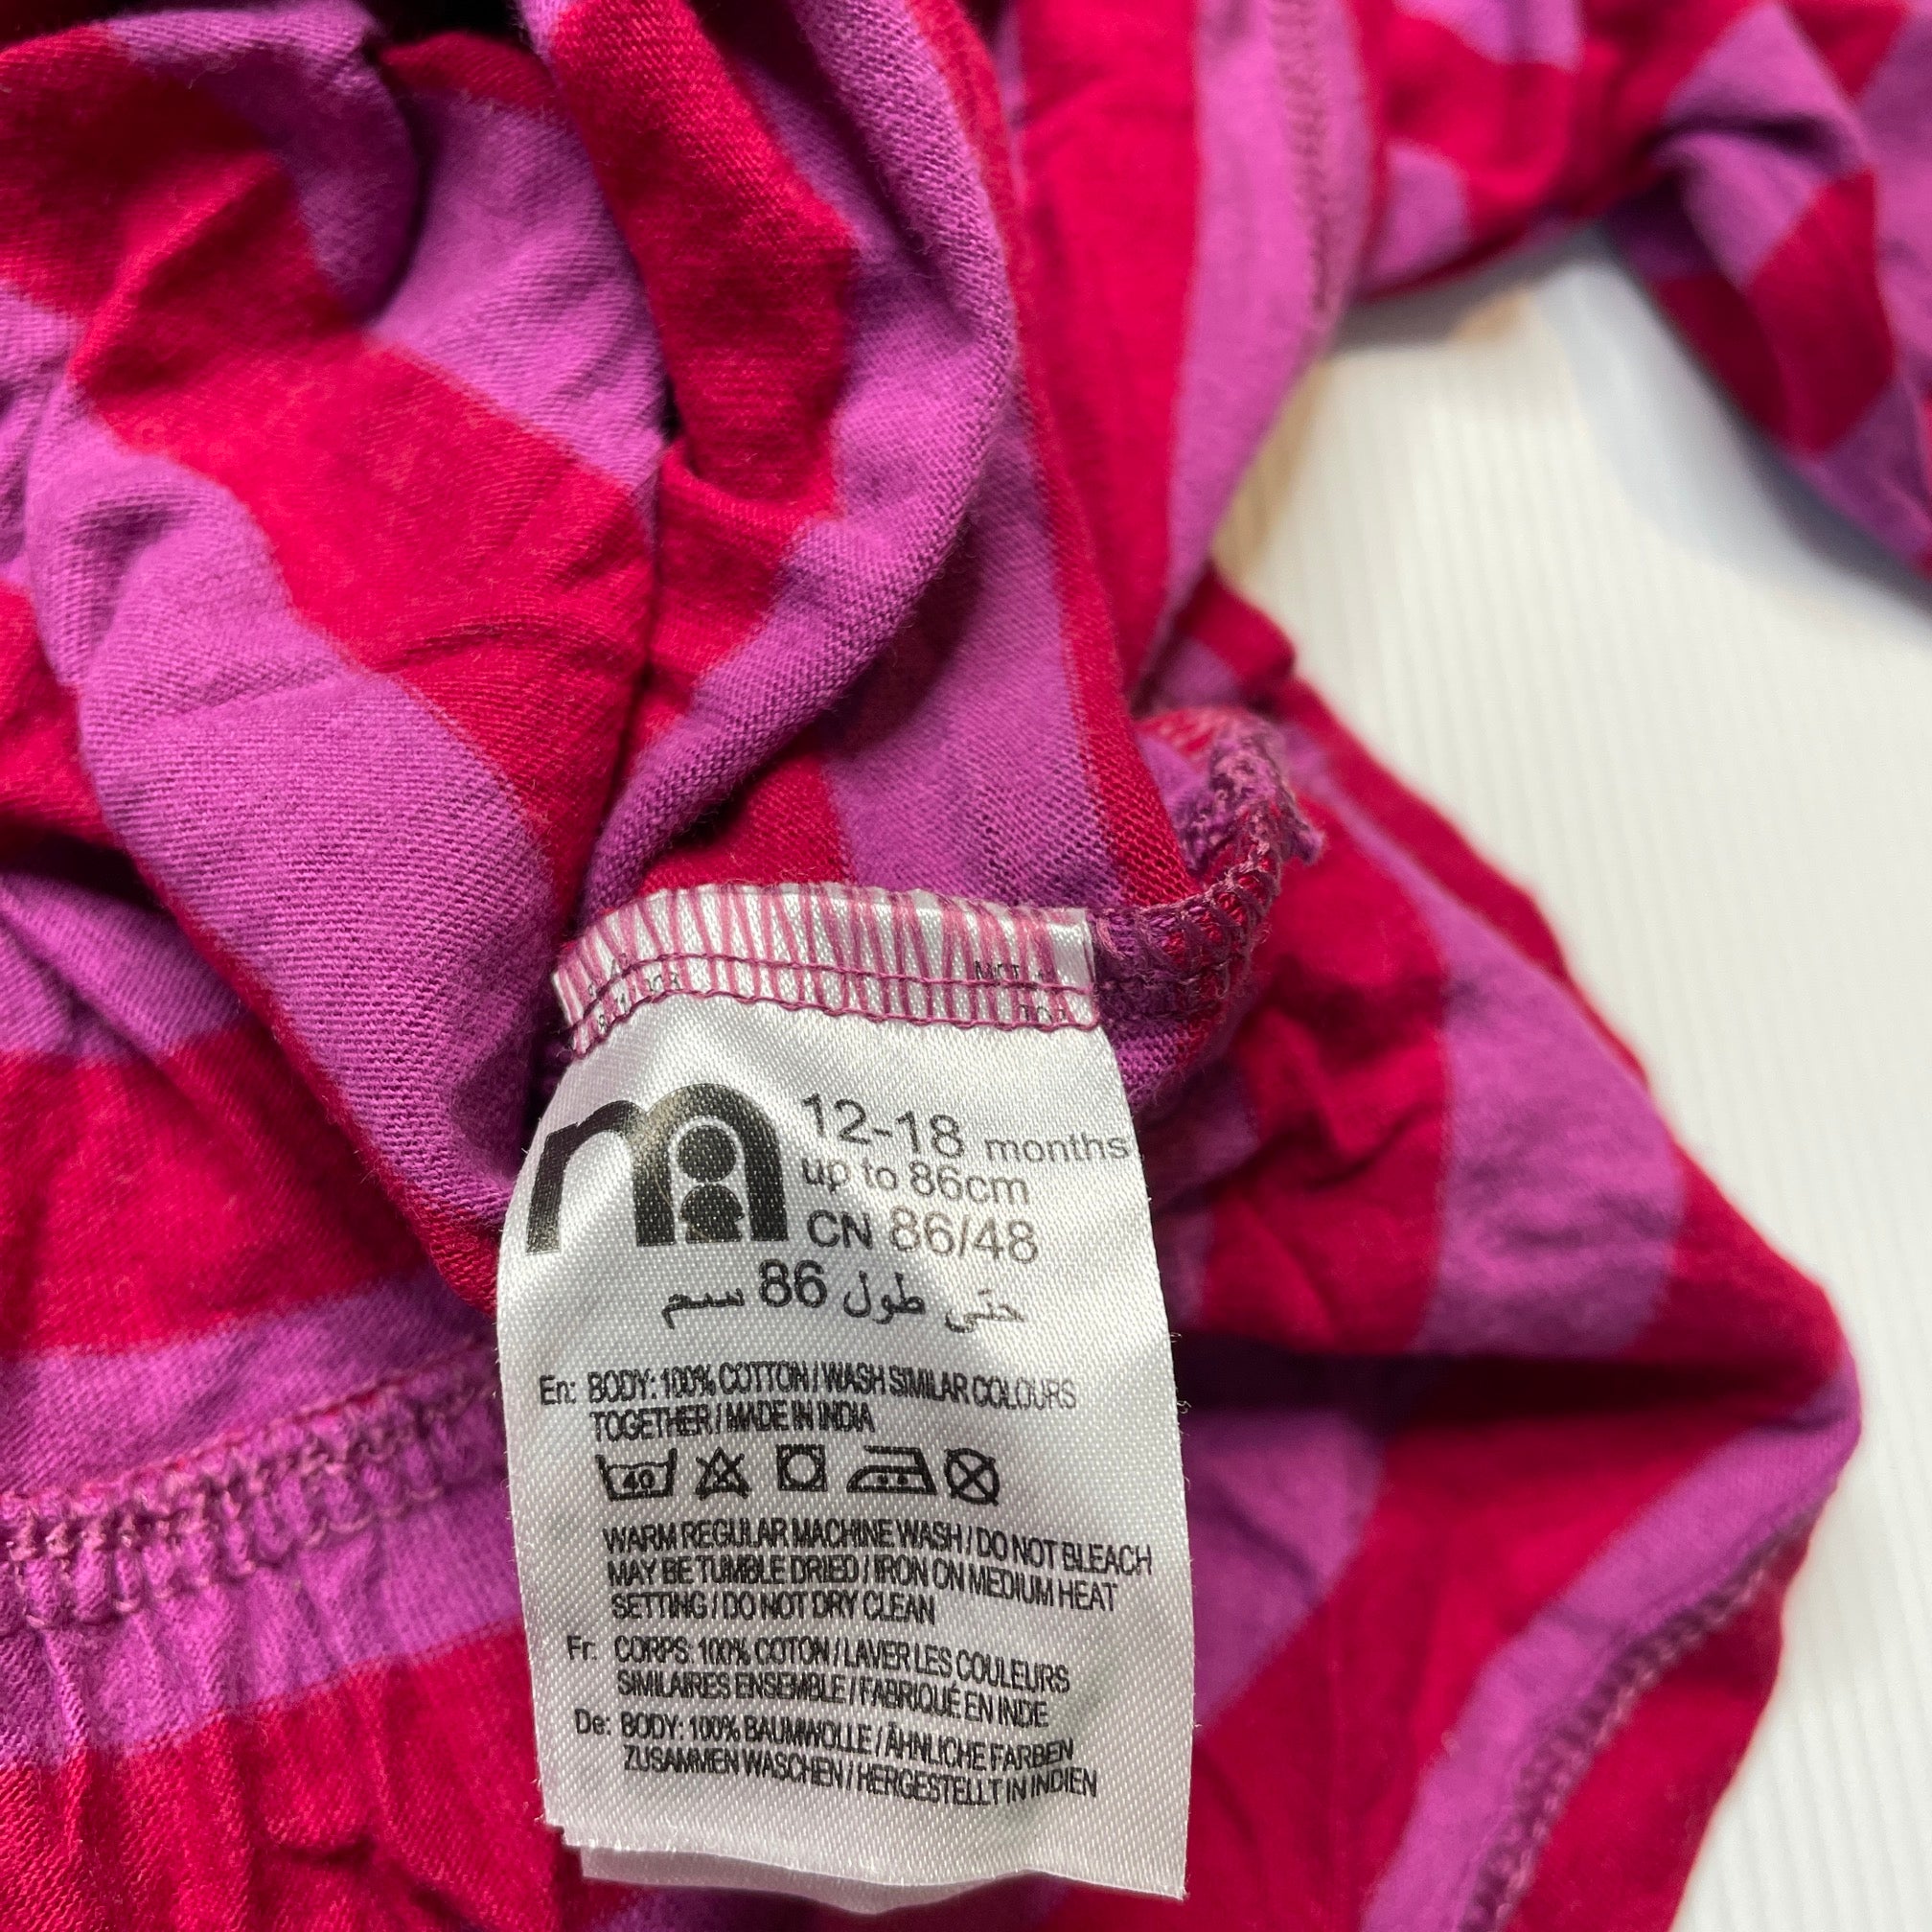 12-18 months
up to 86cm
CN 86/48
حتى طول 86 سم
En: BODY: 100% COTTON / WASH SIMILAR COLOURS
TOGETHER / MADE IN INDIA
40
WARM REGULAR MACHINE WASH / DO NOT BLEACH
MAY BE TUMBLE DRIED / IRON ON MEDIUM HEAT
SETTING / DO NOT DRY CLEAN
Fr: CORPS: 100% COTON / LAVER LES COULEURS
SIMILAIRES ENSEMBLE / FABRIQUÉ EN INDE
De: BODY: 100% BAUMWOLLE / ÄHNLICHE FARBEN
ZUSAMMEN WASCHEN / HERGESTELLT IN INDIEN